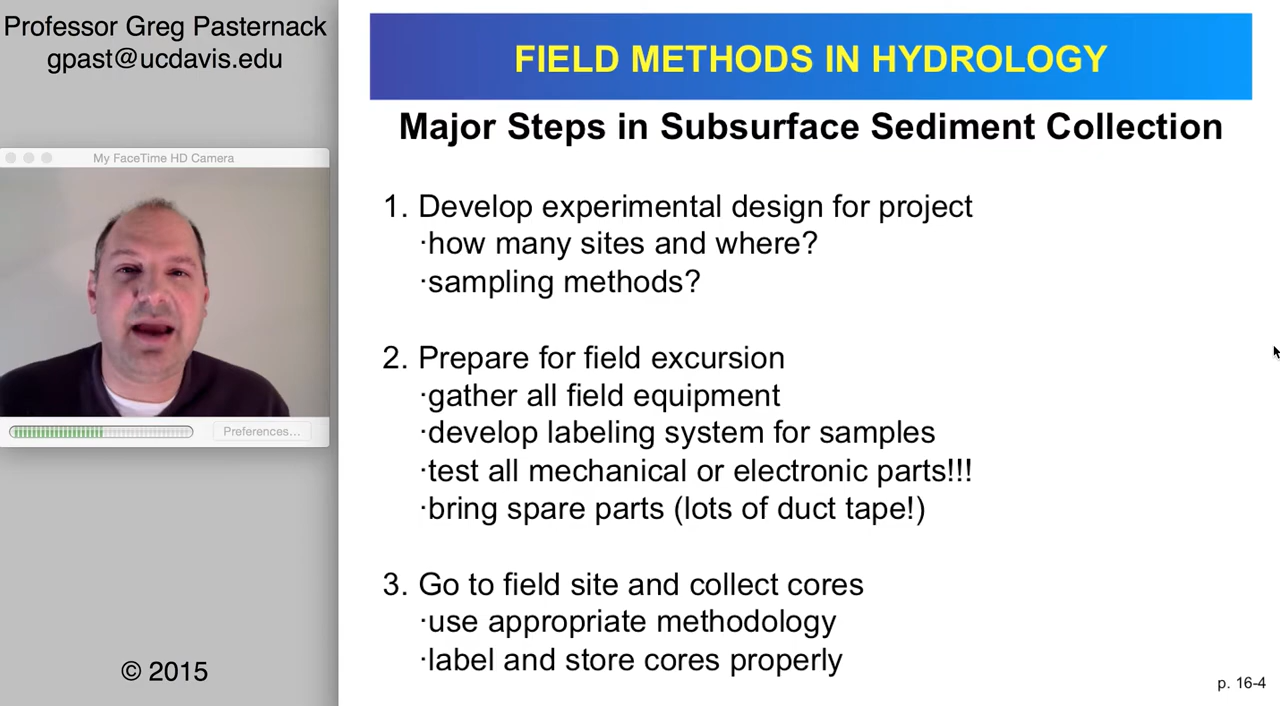 Professor Greg Pasternack
gpast@ucdavis.edu
My FaceTime HD Camera
Preferences...
© 2015
FIELD METHODS IN HYDROLOGY
Major Steps in Subsurface Sediment Collection
1. Develop experimental design for project
·how many sites and where?
·sampling methods?
2. Prepare for field excursion
·gather all field equipment
·develop labeling system for samples
·test all mechanical or electronic parts!!!
·bring spare parts (lots of duct tape!)
3. Go to field site and collect cores
·use appropriate methodology
·label and store cores properly
p. 16-4